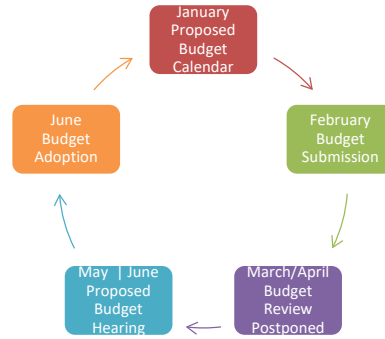 January
Proposed
Budget
Calendar
February
Budget
Submission
March/April
Budget
Review
Postponed
May | June
Proposed
Budget
Hearing
June
Budget
Adoption